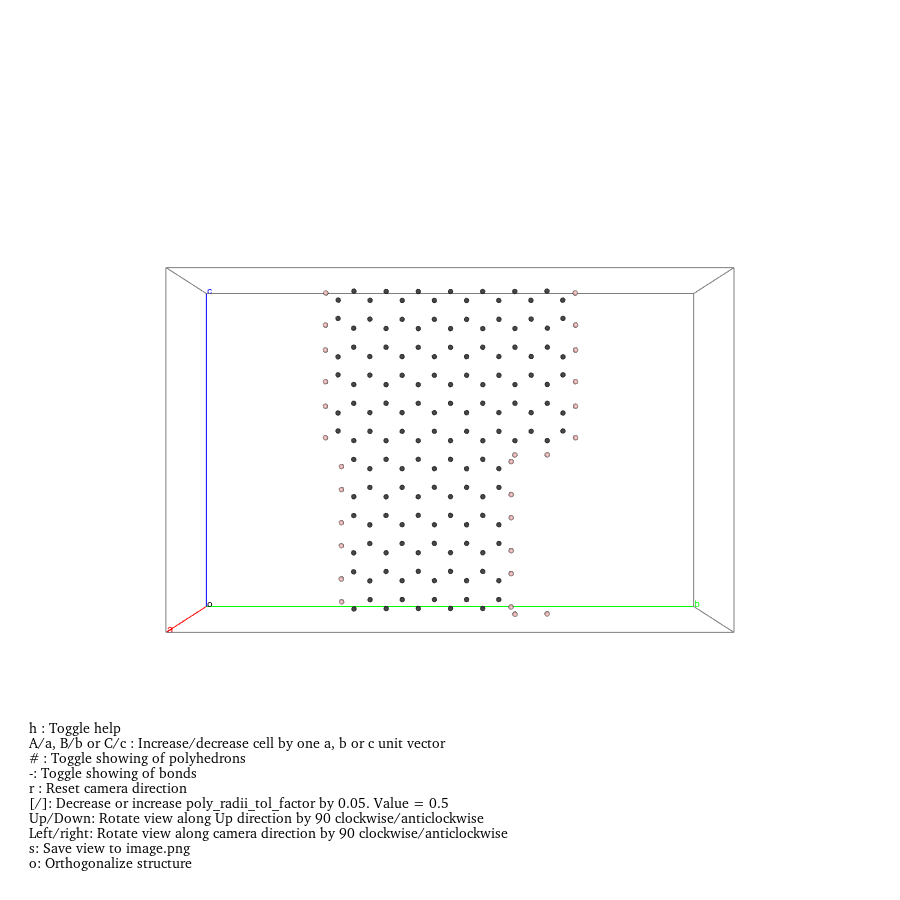 c
o
b
a
h : Toggle help
A/a, B/b or C/c : Increase/decrease cell by one a, b or c unit vector
# : Toggle showing of polyhedrons
-: Toggle showing of bonds
r : Reset camera direction
[/]: Decrease or increase poly_radii_tol_factor by 0.05. Value = 0.5
Up/Down: Rotate view along Up direction by 90 clockwise/anticlockwise
Left/right: Rotate view along camera direction by 90 clockwise/anticlockwise
s: Save view to image.png
o: Orthogonalize structure